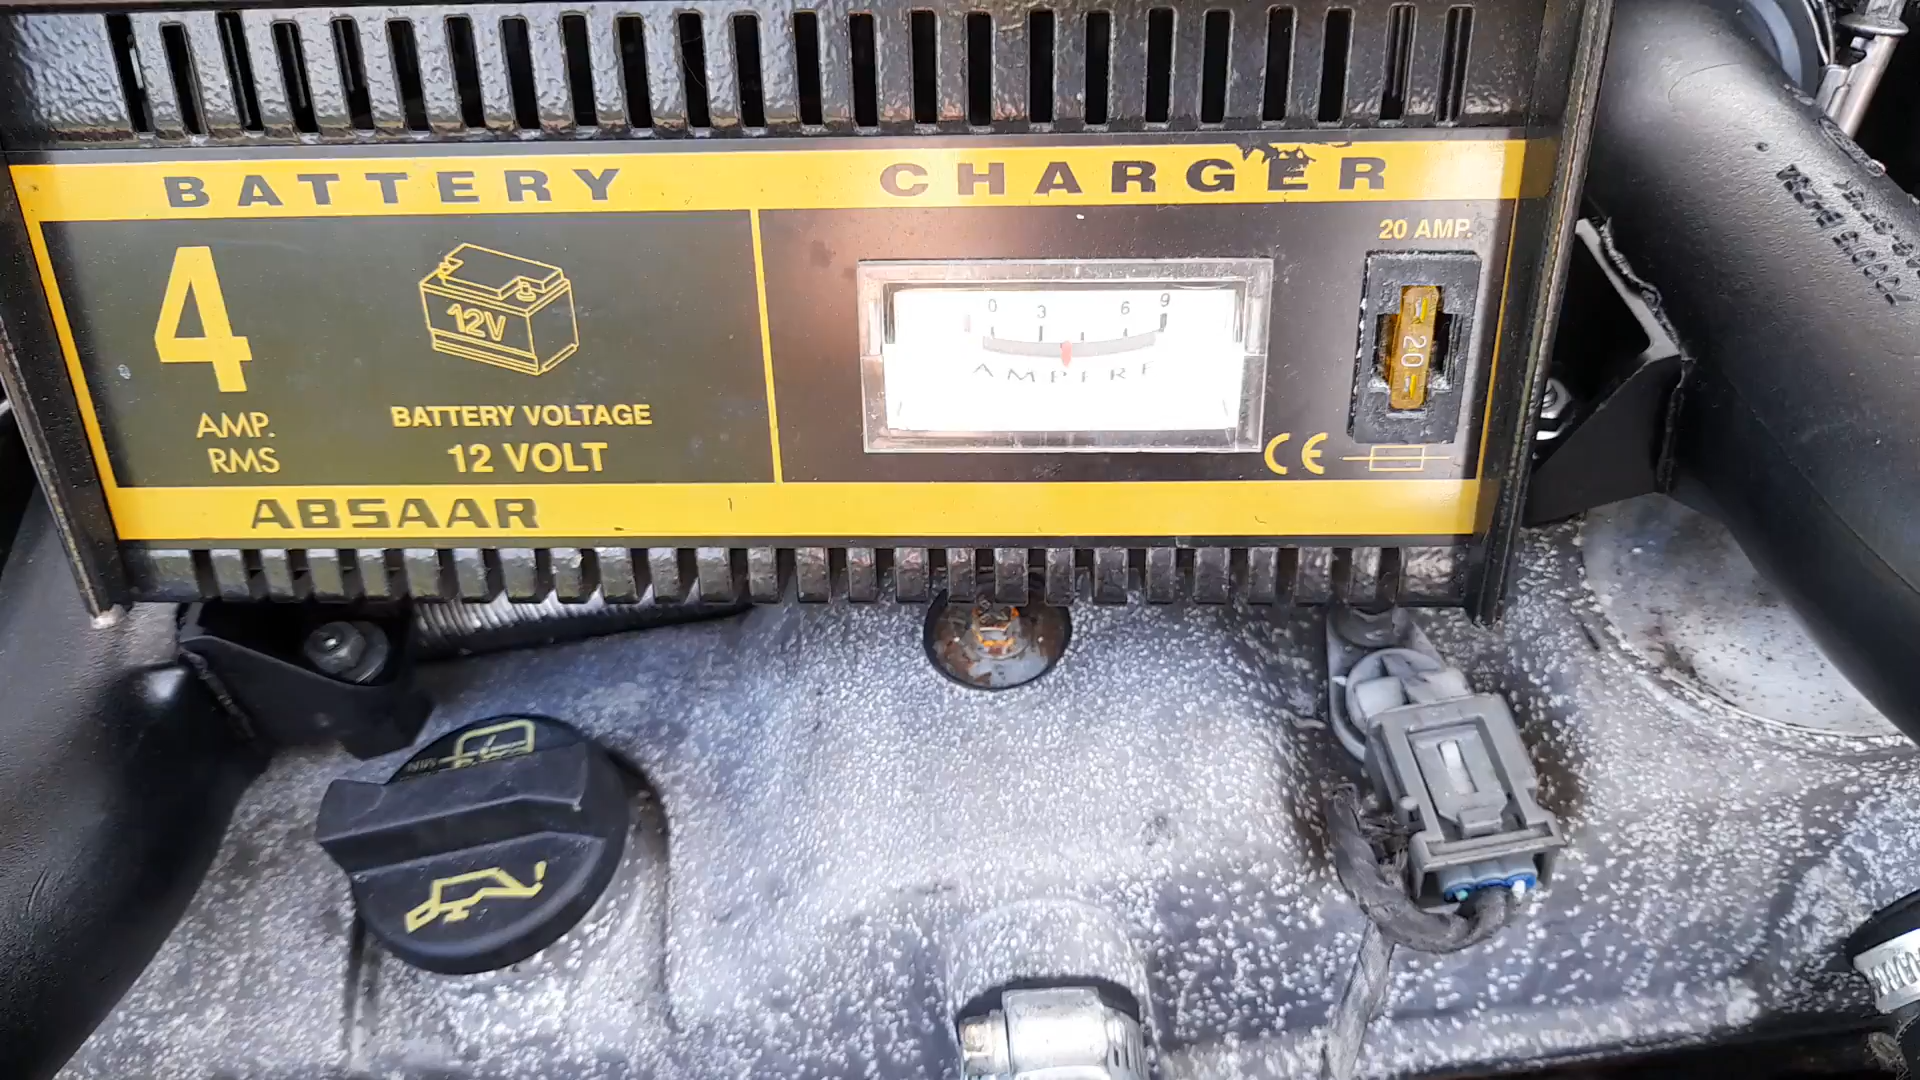 BATTERY CHARGER
4
AMP.
RMS
12V
BATTERY VOLTAGE
12 VOLT
ABSAAR
0 3 6 9
AMPERE
20 AMP.
20
CE
MIN